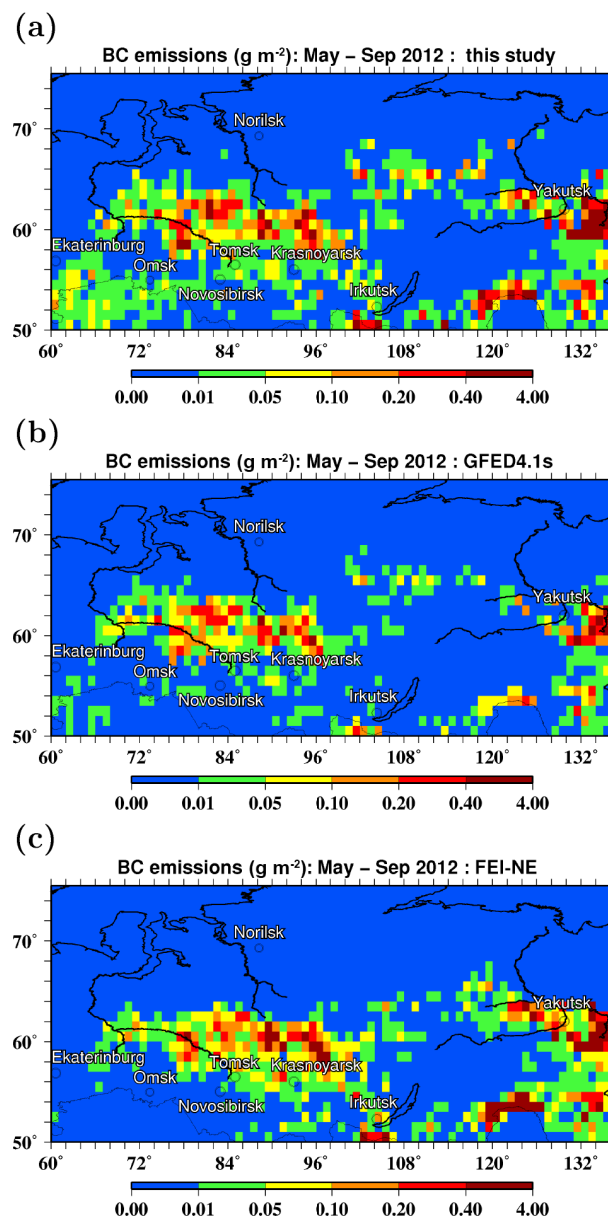 (a)
BC emissions (g m-2): May – Sep 2012 : this study
70°
60°
50°
Norilsk
Yakutsk
Ekaterinburg
Omsk
Tomsk
Krasnoyarsk
Novosibirsk
Irkutsk
60° 72 84 96 108 120° 132
0.00 0.01 0.05 0.10 0.20 0.40 4.00
(b)
BC emissions (g m-2): May – Sep 2012 : GFED4.1s
70°
60°
50°
Norilsk
Yakutsk
Ekaterinburg
Omsk
Tomsk
Krasnoyarsk
Novosibirsk
Irkutsk
60° 72 84 96 108 120° 132
0.00 0.01 0.05 0.10 0.20 0.40 4.00
(c)
BC emissions (g m-2): May – Sep 2012 : FEI-NE
70°
60°
50°
Norilsk
Yakutsk
Ekaterinburg
Omsk
Tomsk
Krasnoyarsk
Novosibirsk
Irkutsk
60° 72 84 96 108 120° 132
0.00 0.01 0.05 0.10 0.20 0.40 4.00